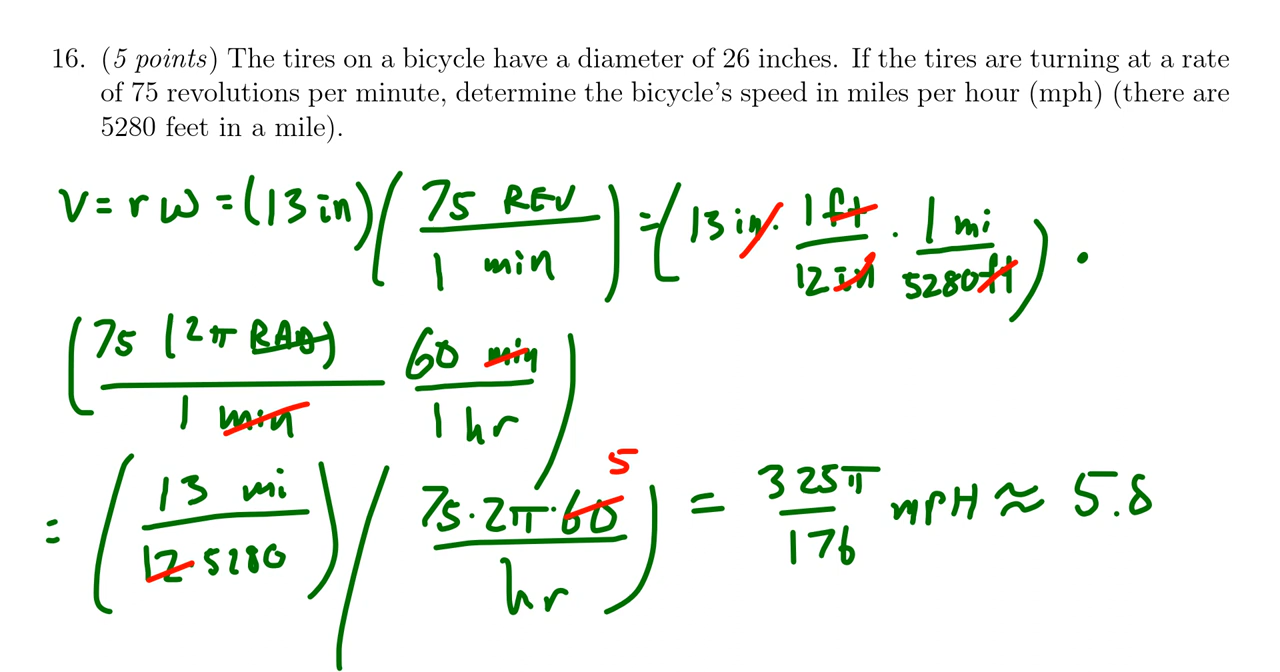 16. (5 points) The tires on a bicycle have a diameter of 26 inches. If the tires are turning at a rate
of 75 revolutions per minute, determine the bicycle's speed in miles per hour (mph) (there are
5280 feet in a mile).
V = r ω = (13 in) ( 75 REV / 1 min ) = ( 13 in · 1 ft / 12 in · 1 mi / 5280 ft ) ·
( 75 (2π RAD) / 1 min 60 min / 1 hr )
= ( 13 mi / 12 · 5280 ) ( 75 · 2π · 60 5 / hr ) = 325π / 176 MPH ≈ 5.8